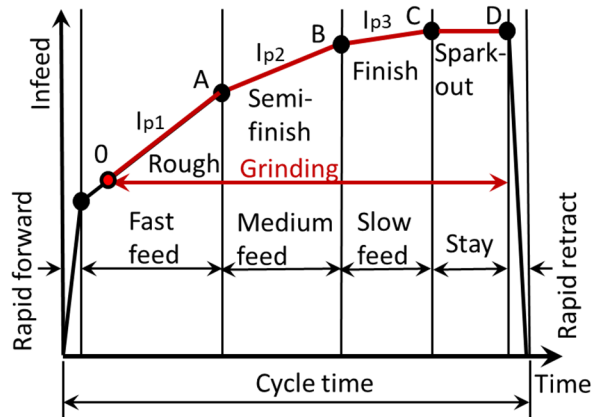 Infeed
0
A
B
C
D
Ip1
Ip2
Ip3
Rough
Semi-
finish
Finish
Spark-
out
Grinding
Rapid forward
Fast
feed
Medium
feed
Slow
feed
Stay
Rapid retract
Cycle time
Time